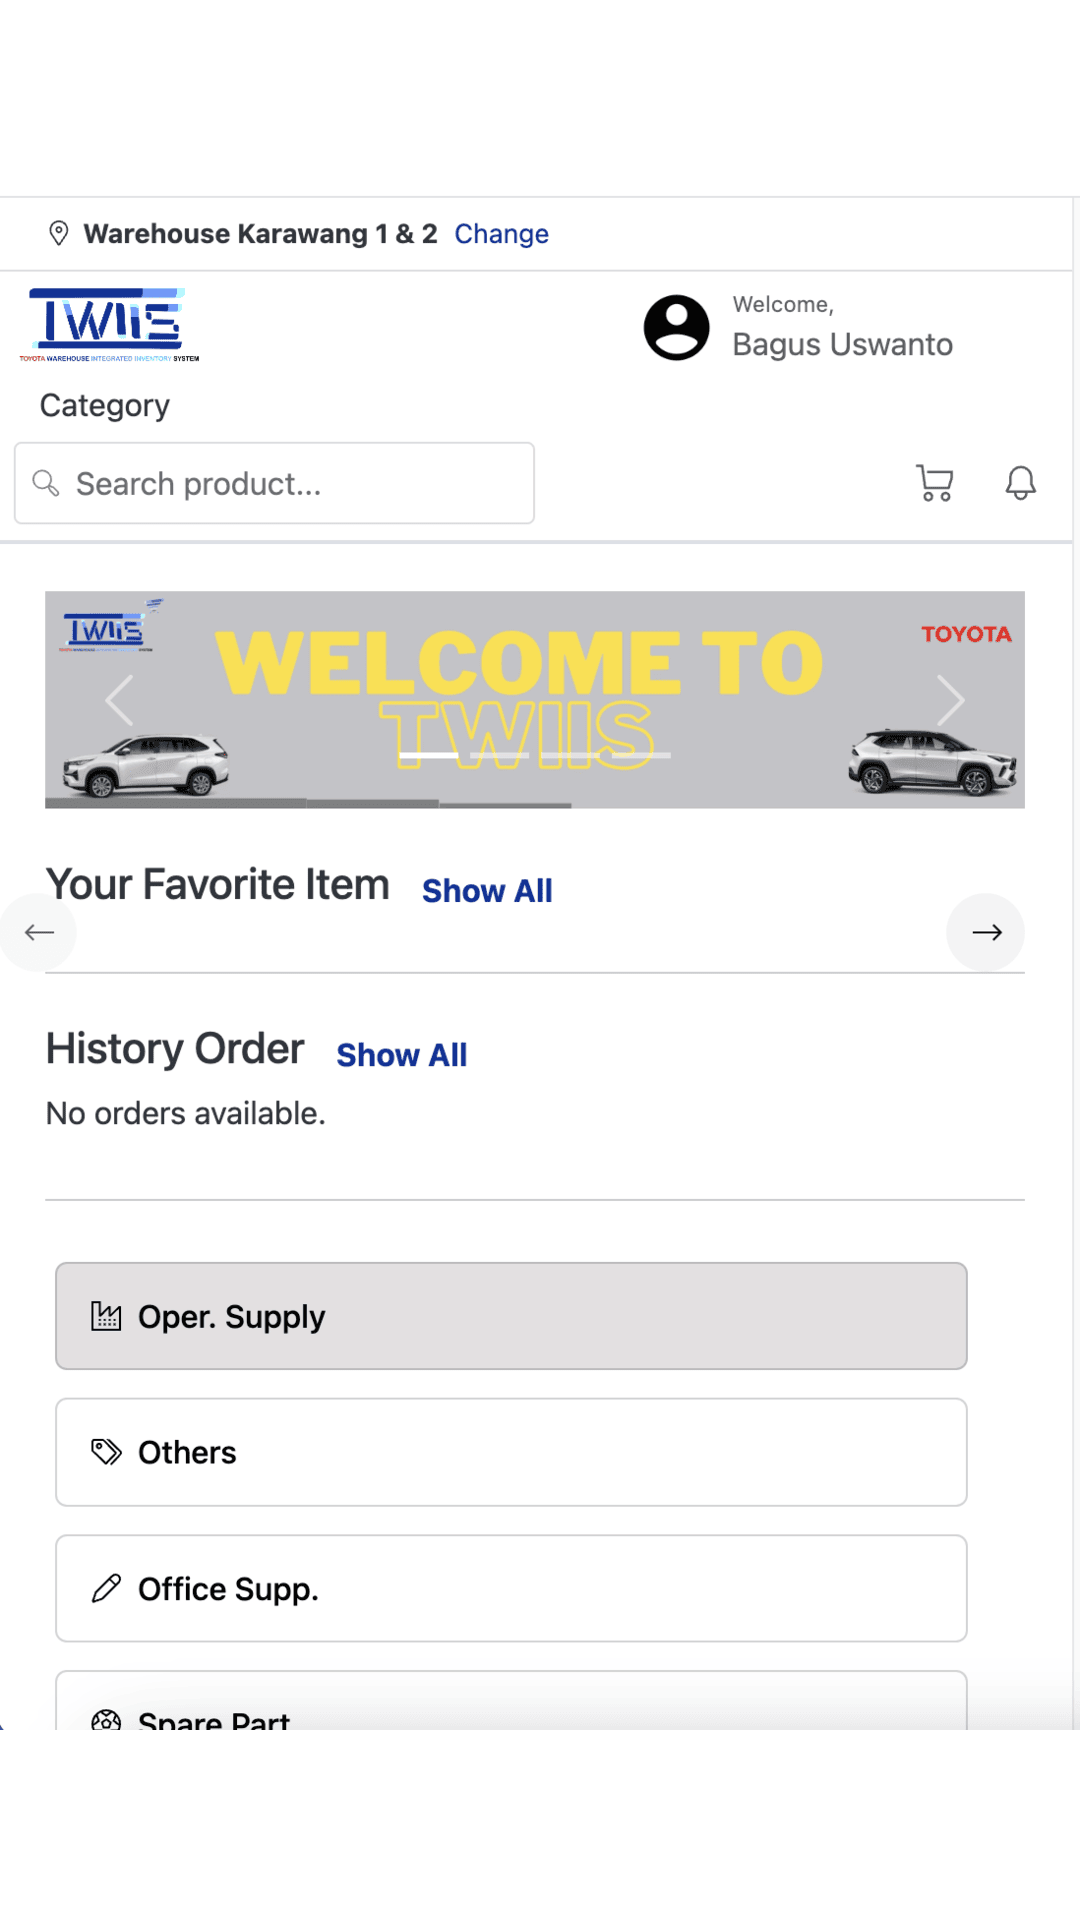 Warehouse Karawang 1 & 2 Change
TWIIS
TOYOTA WAREHOUSE INTEGRATED INVENTORY SYSTEM
Welcome,
Bagus Uswanto
Category
Search product...
TWIIS
WELCOME TO
TWIIS
TOYOTA
Your Favorite Item Show All
History Order Show All
No orders available.
Oper. Supply
Others
Office Supp.
Spare Part